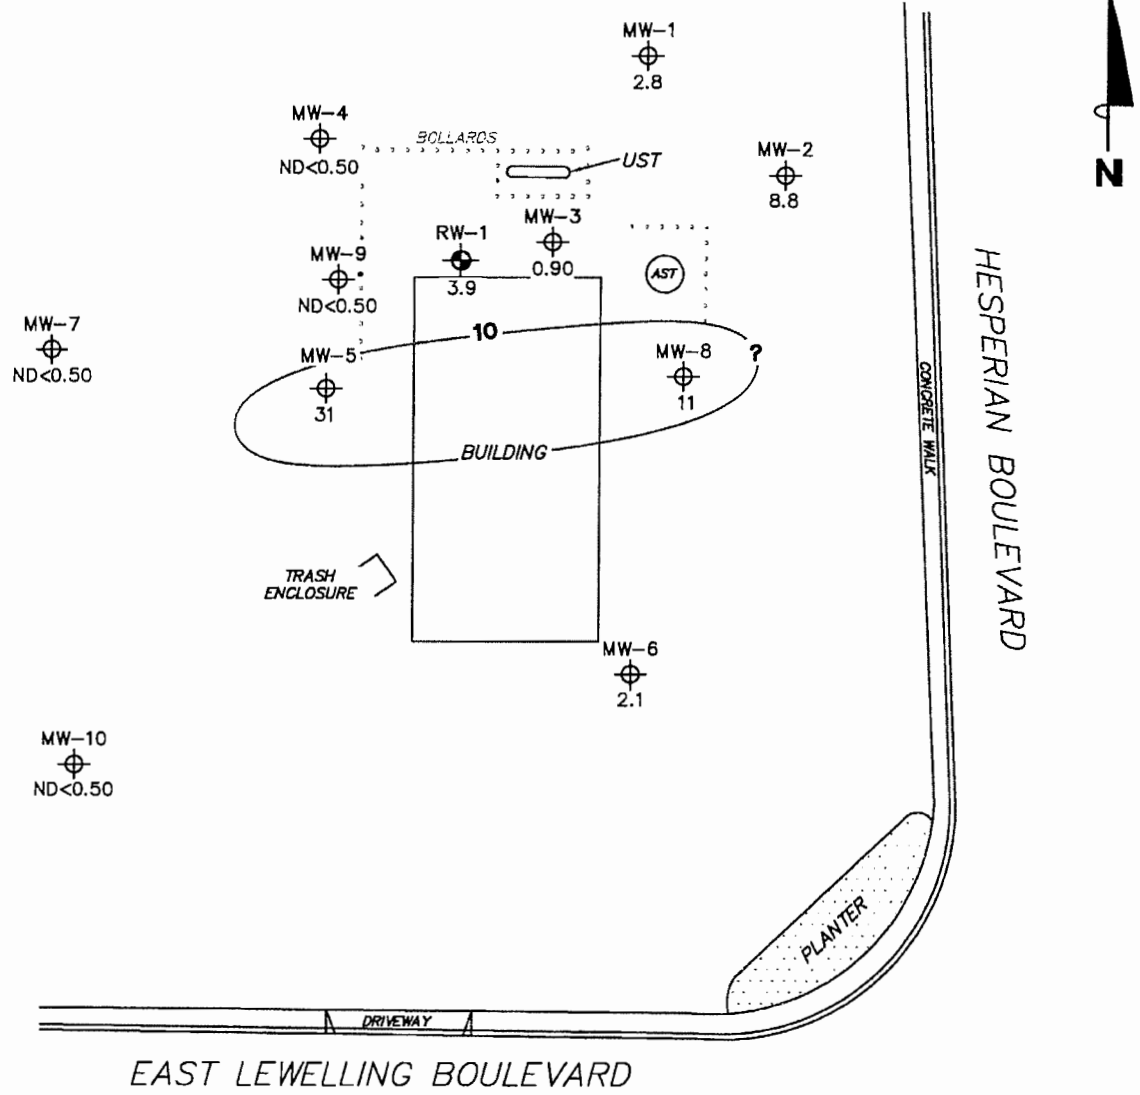 MW-1
2.8
MW-4
ND<0.50
BOLLARDS
UST
MW-2
8.8
N
MW-3
0.90
RW-1
3.9
MW-9
ND<0.50
AST
MW-7
ND<0.50
10
MW-5
31
MW-8
11
?
BUILDING
CONCRETE WALK
HESPERIAN BOULEVARD
TRASH
ENCLOSURE
MW-6
2.1
MW-10
ND<0.50
PLANTER
DRIVEWAY
EAST LEWELLING BOULEVARD